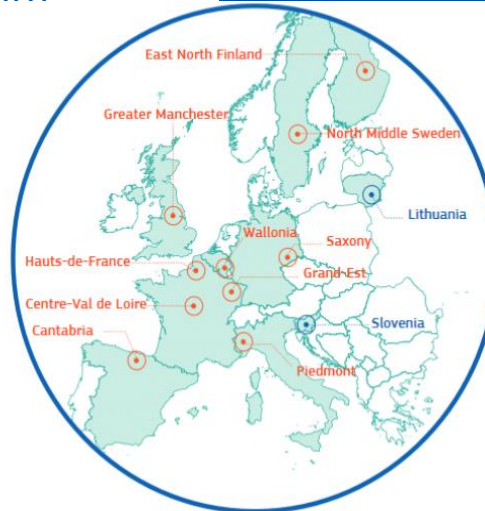 East North Finland
Greater Manchester
North Middle Sweden
Lithuania
Wallonia
Saxony
Hauts-de-France
Grand-Est
Centre-Val de Loire
Slovenia
Cantabria
Piedmont